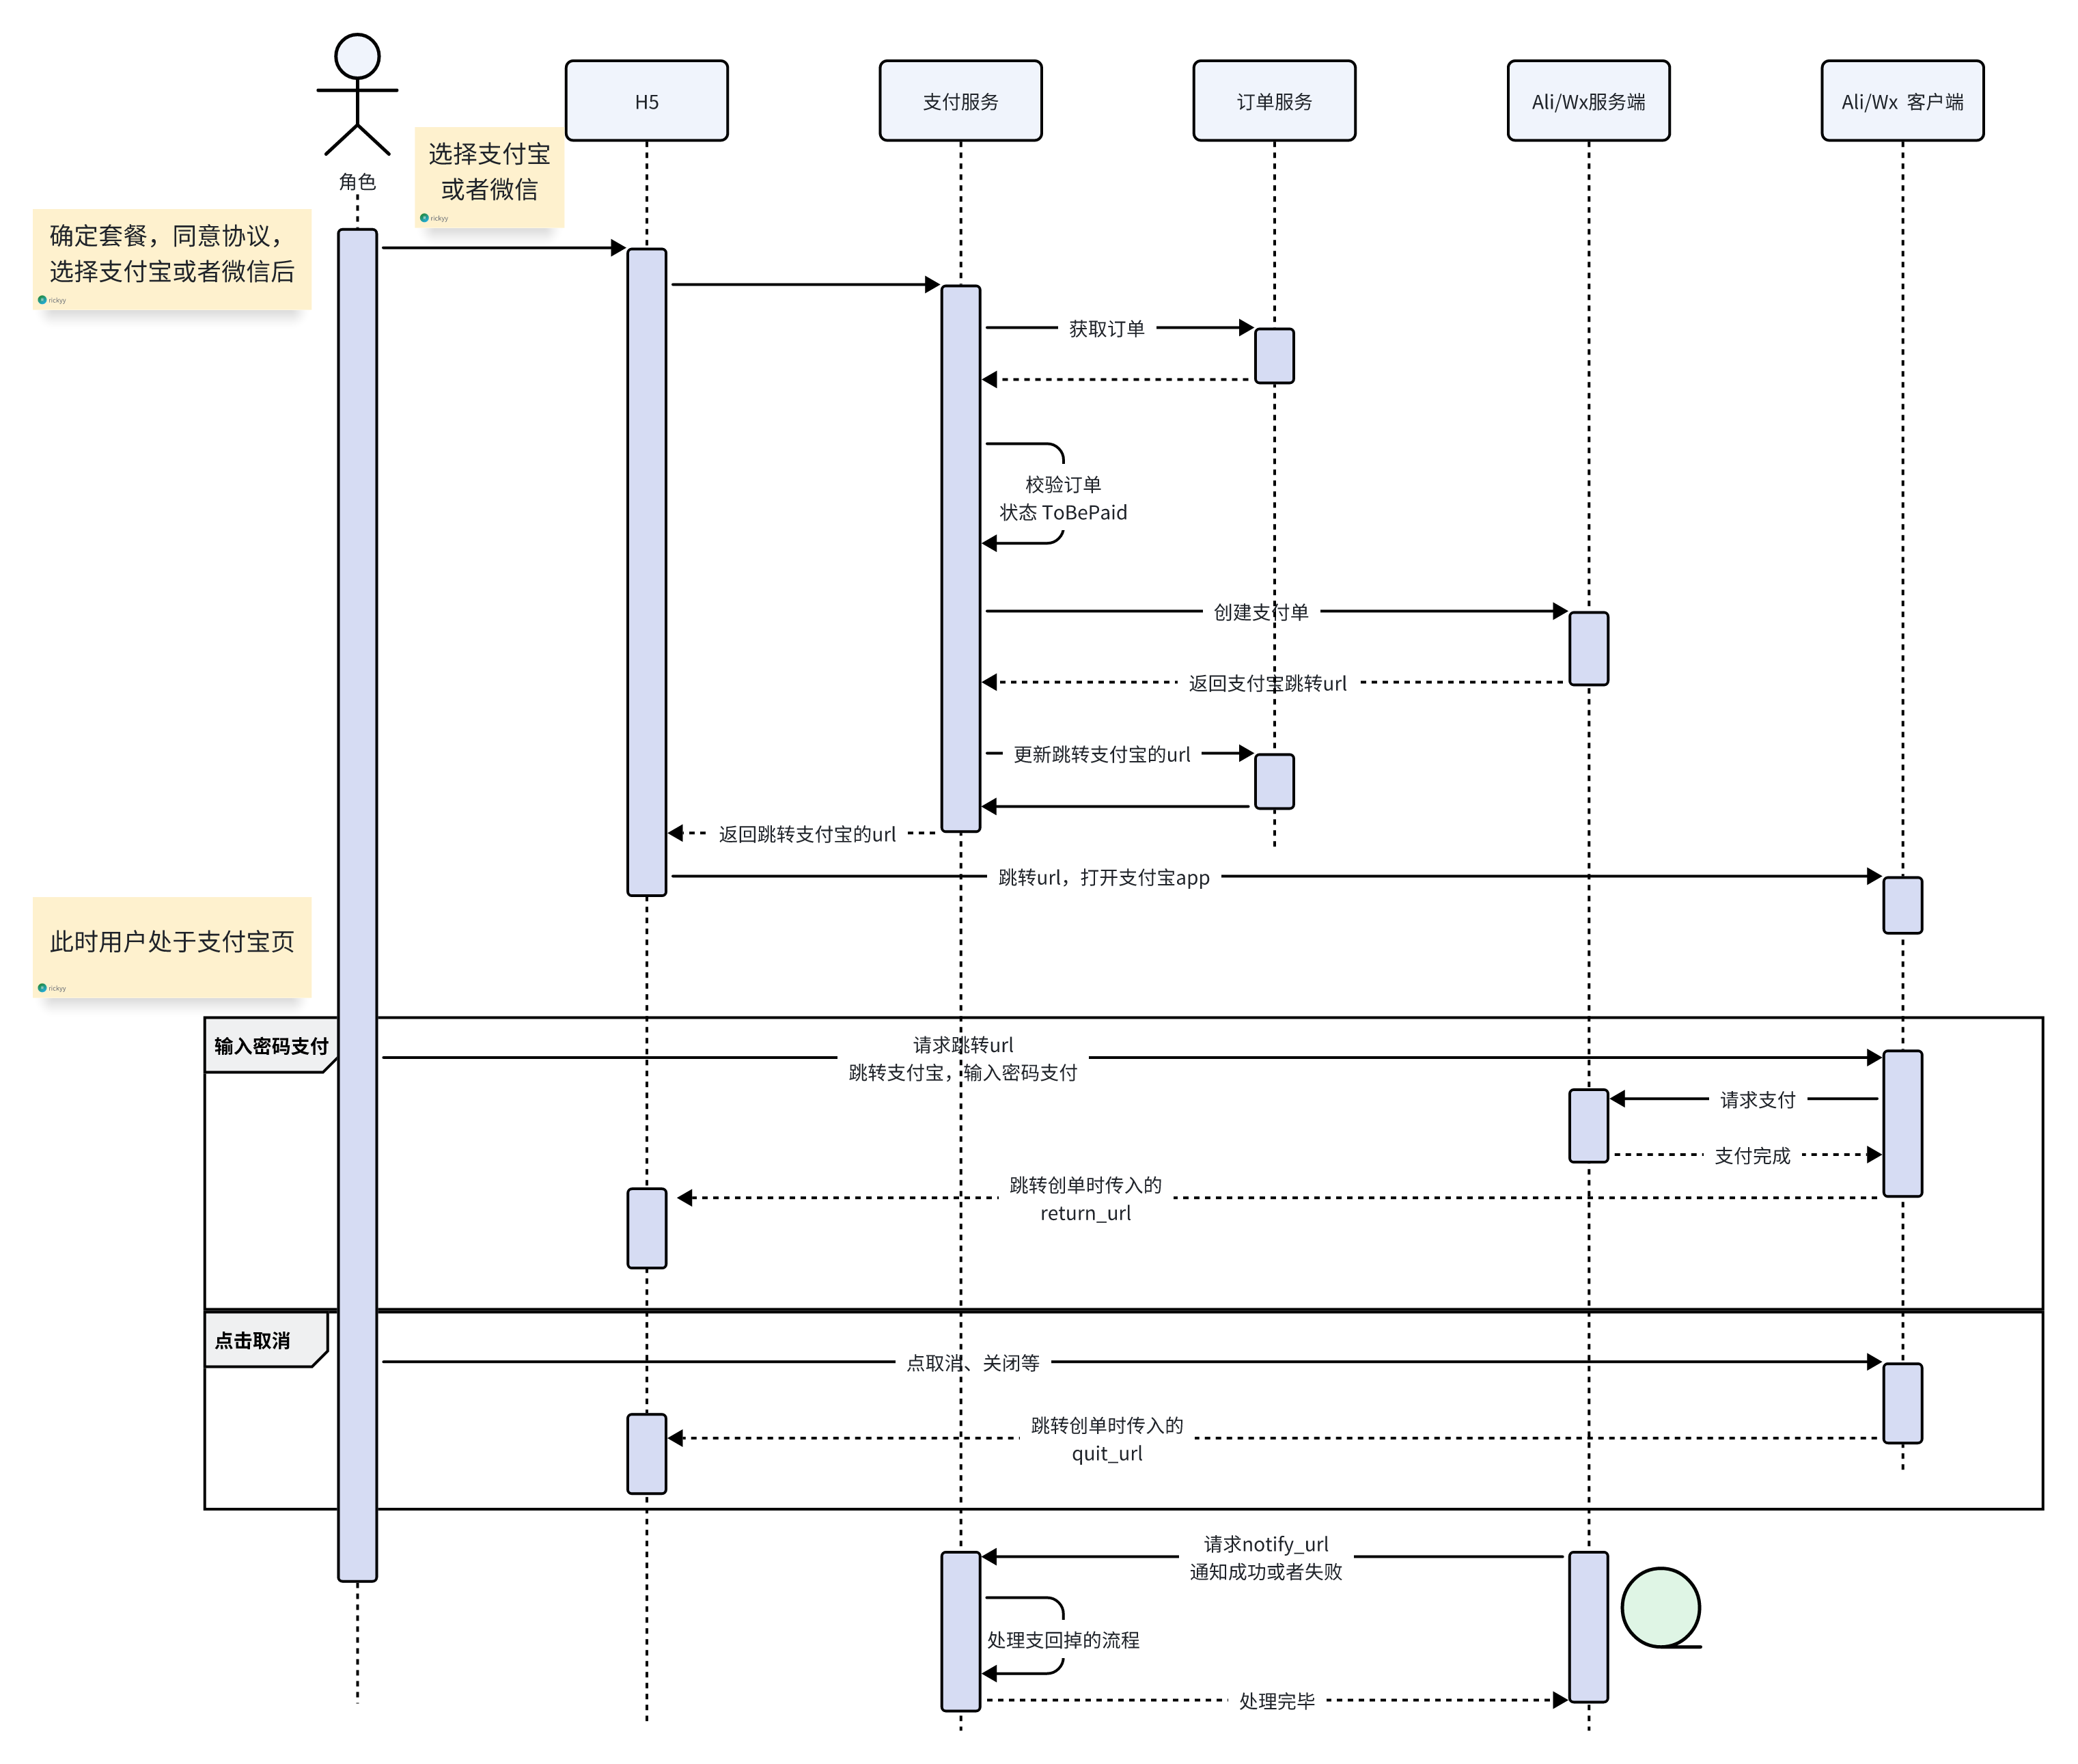 H5
支付服务
订单服务
Ali/Wx服务端
Ali/Wx 客户端
角色
选择支付宝
或者微信
rickyy
确定套餐，同意协议，
选择支付宝或者微信后
rickyy
获取订单
校验订单
状态 ToBePaid
创建支付单
返回支付宝跳转url
更新跳转支付宝的url
返回跳转支付宝的url
跳转url，打开支付宝app
此时用户处于支付宝页
rickyy
输入密码支付
请求跳转url
跳转支付宝，输入密码支付
请求支付
支付完成
跳转创单时传入的
return_url
点击取消
点取消、关闭等
跳转创单时传入的
quit_url
请求notify_url
通知成功或者失败
处理支回掉的流程
处理完毕